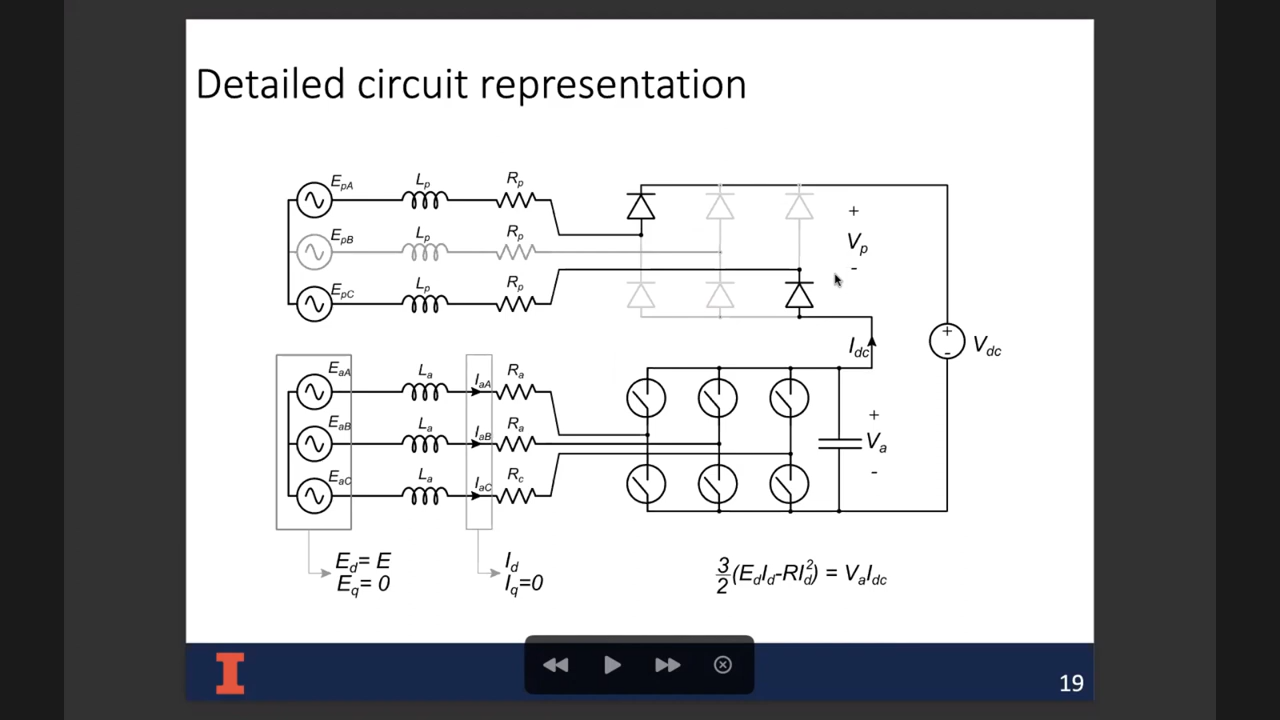 Detailed circuit representation
EpA
Lp
Rp
EpB
Lp
Rp
EpC
Lp
Rp
+
Vp
-
Idc
+
-
Vdc
EaA
La
IaA
Ra
EaB
La
IaB
Ra
EaC
La
IaC
Rc
+
Va
-
Ed= E
Eq= 0
Id
Iq=0
3/2(EdId-RId²) = VaIdc
I
19